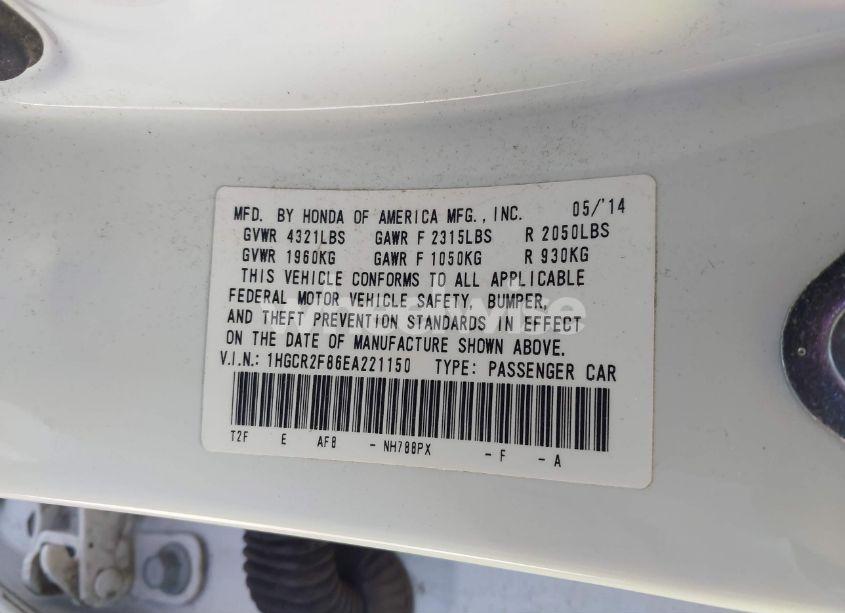 MFD. BY HONDA OF AMERICA MFG., INC. 05/'14
GVWR 4321LBS GAWR F 2315LBS R 2050LBS
GVWR 1960KG GAWR F 1050KG R 930KG
THIS VEHICLE CONFORMS TO ALL APPLICABLE
FEDERAL MOTOR VEHICLE SAFETY, BUMPER,
AND THEFT PREVENTION STANDARDS IN EFFECT
ON THE DATE OF MANUFACTURE SHOWN ABOVE.
V.I.N.: 1HGCR2F86EA221150 TYPE: PASSENGER CAR
T2F E AF8 - NH788PX - F - A